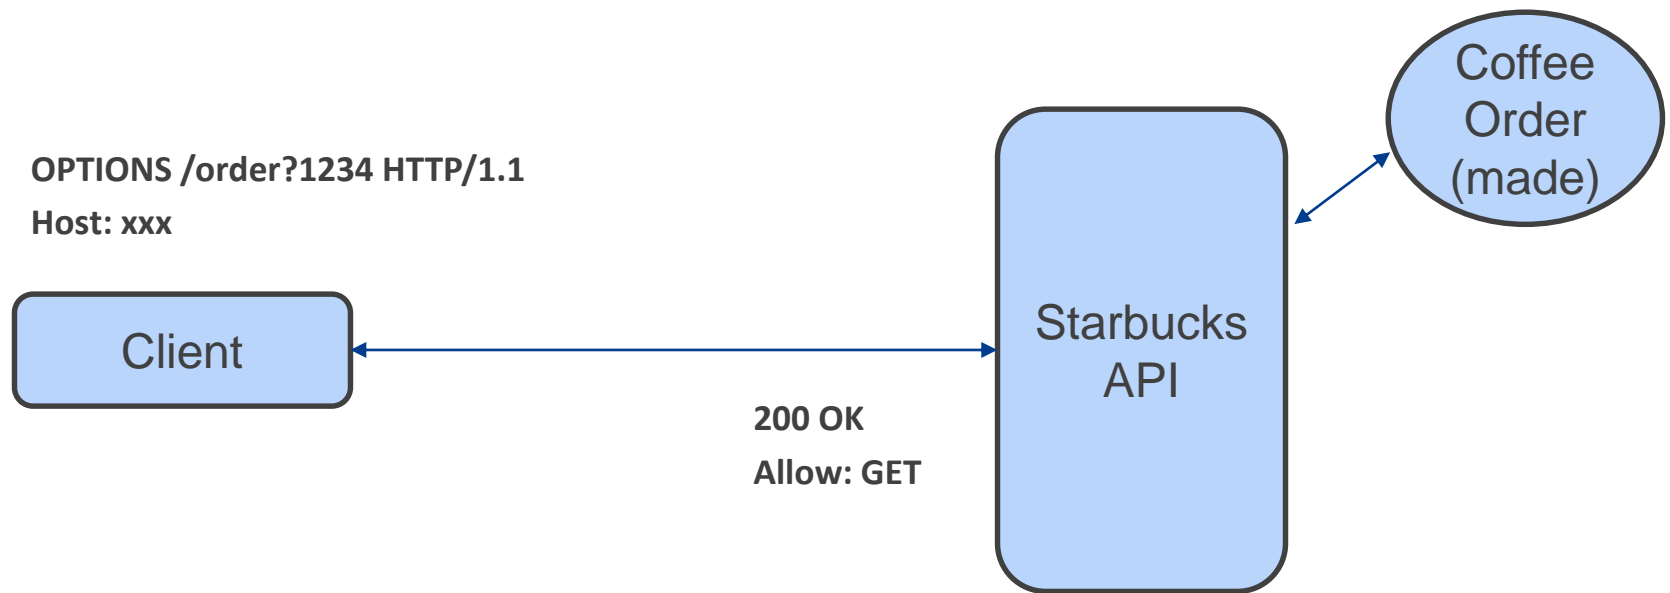 OPTIONS /order?1234 HTTP/1.1
Host: xxx
Client
200 OK
Allow: GET
Starbucks
API
Coffee
Order
(made)